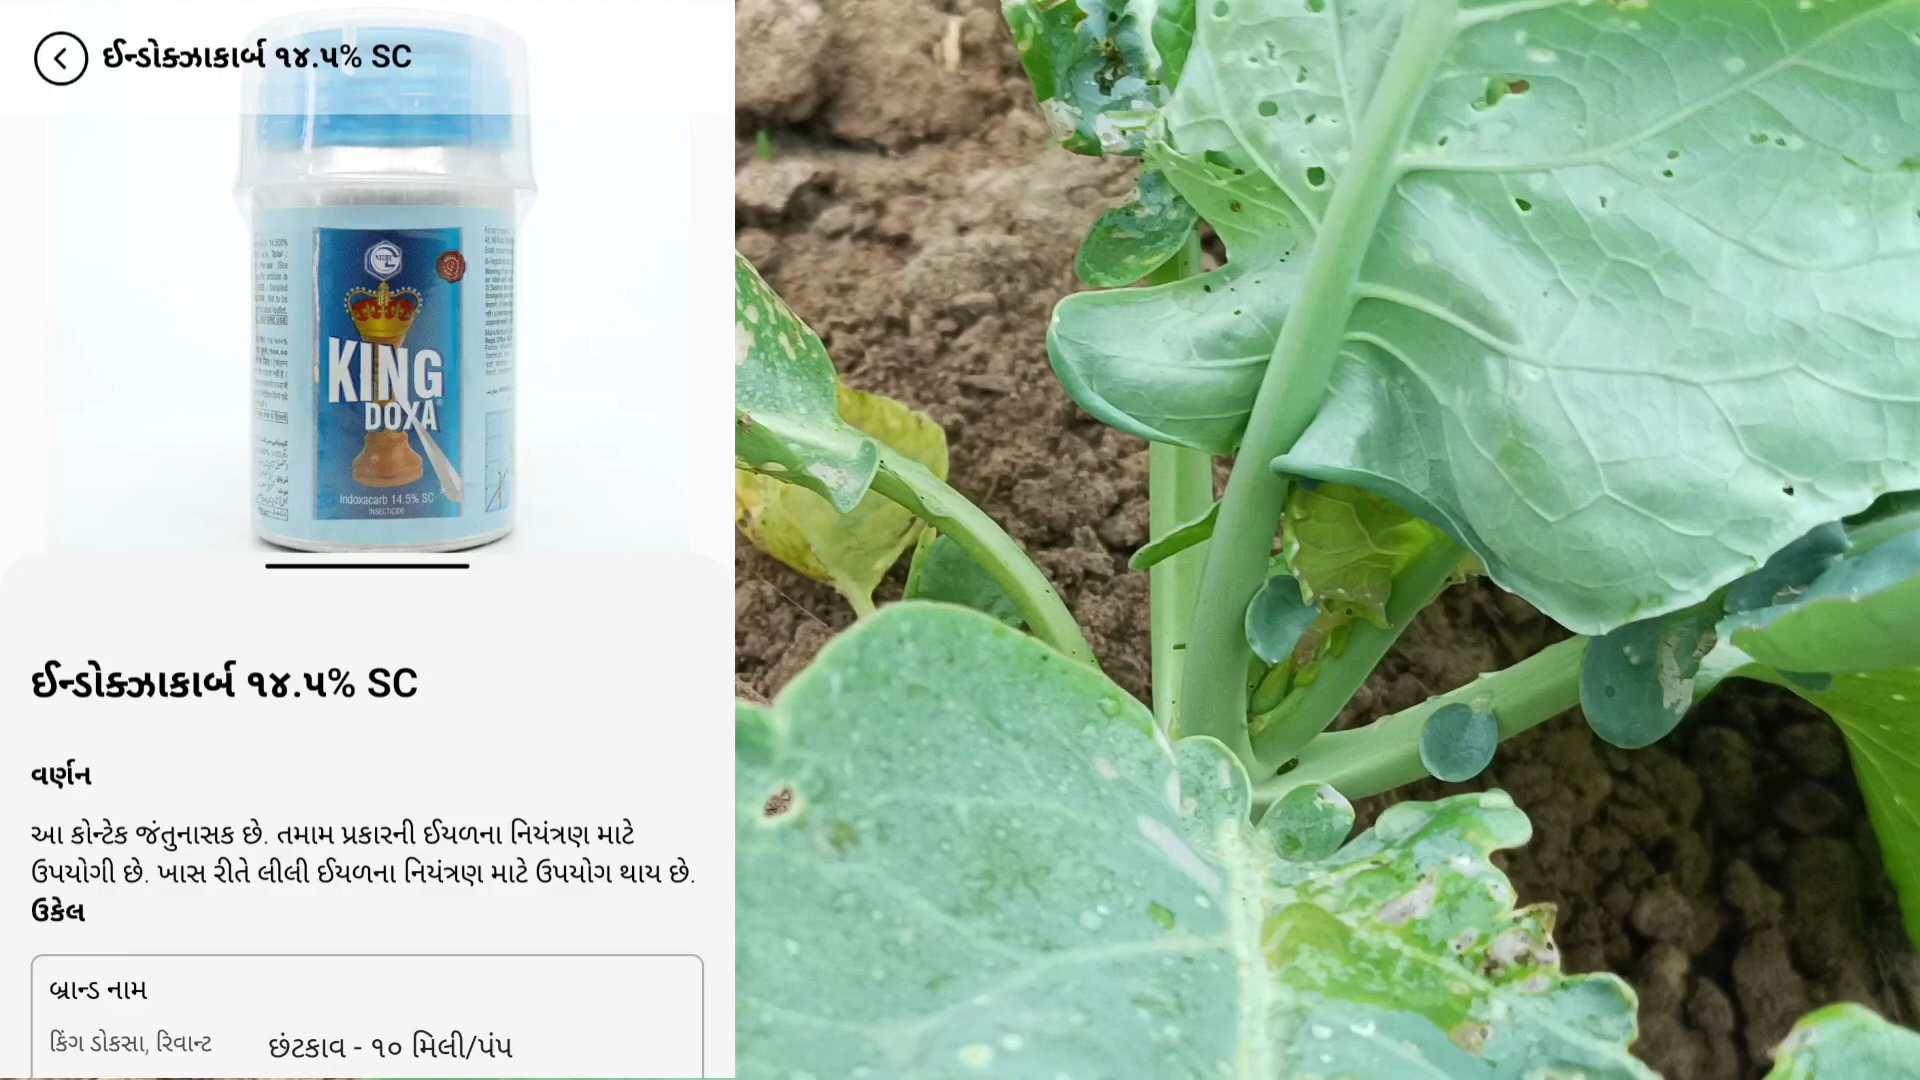 ઈન્ડોક્ઝાકાર્બ ૧૪.૫% SC
KING
DOXA
Indoxacarb 14.5% SC
INSECTICIDE
ઈન્ડોક્ઝાકાર્બ ૧૪.૫% SC
વર્ણન
આ કોન્ટેક જંતુનાસક છે. તમામ પ્રકારની ઈયળના નિયંત્રણ માટે
ઉપયોગી છે. ખાસ રીતે લીલી ઈયળના નિયંત્રણ માટે ઉપયોગ થાય છે.
ઉકેલ
બ્રાન્ડ નામ
કિંગ ડોકસા, રિવાન્ટ
છંટકાવ - ૧૦ મિલી/પંપ